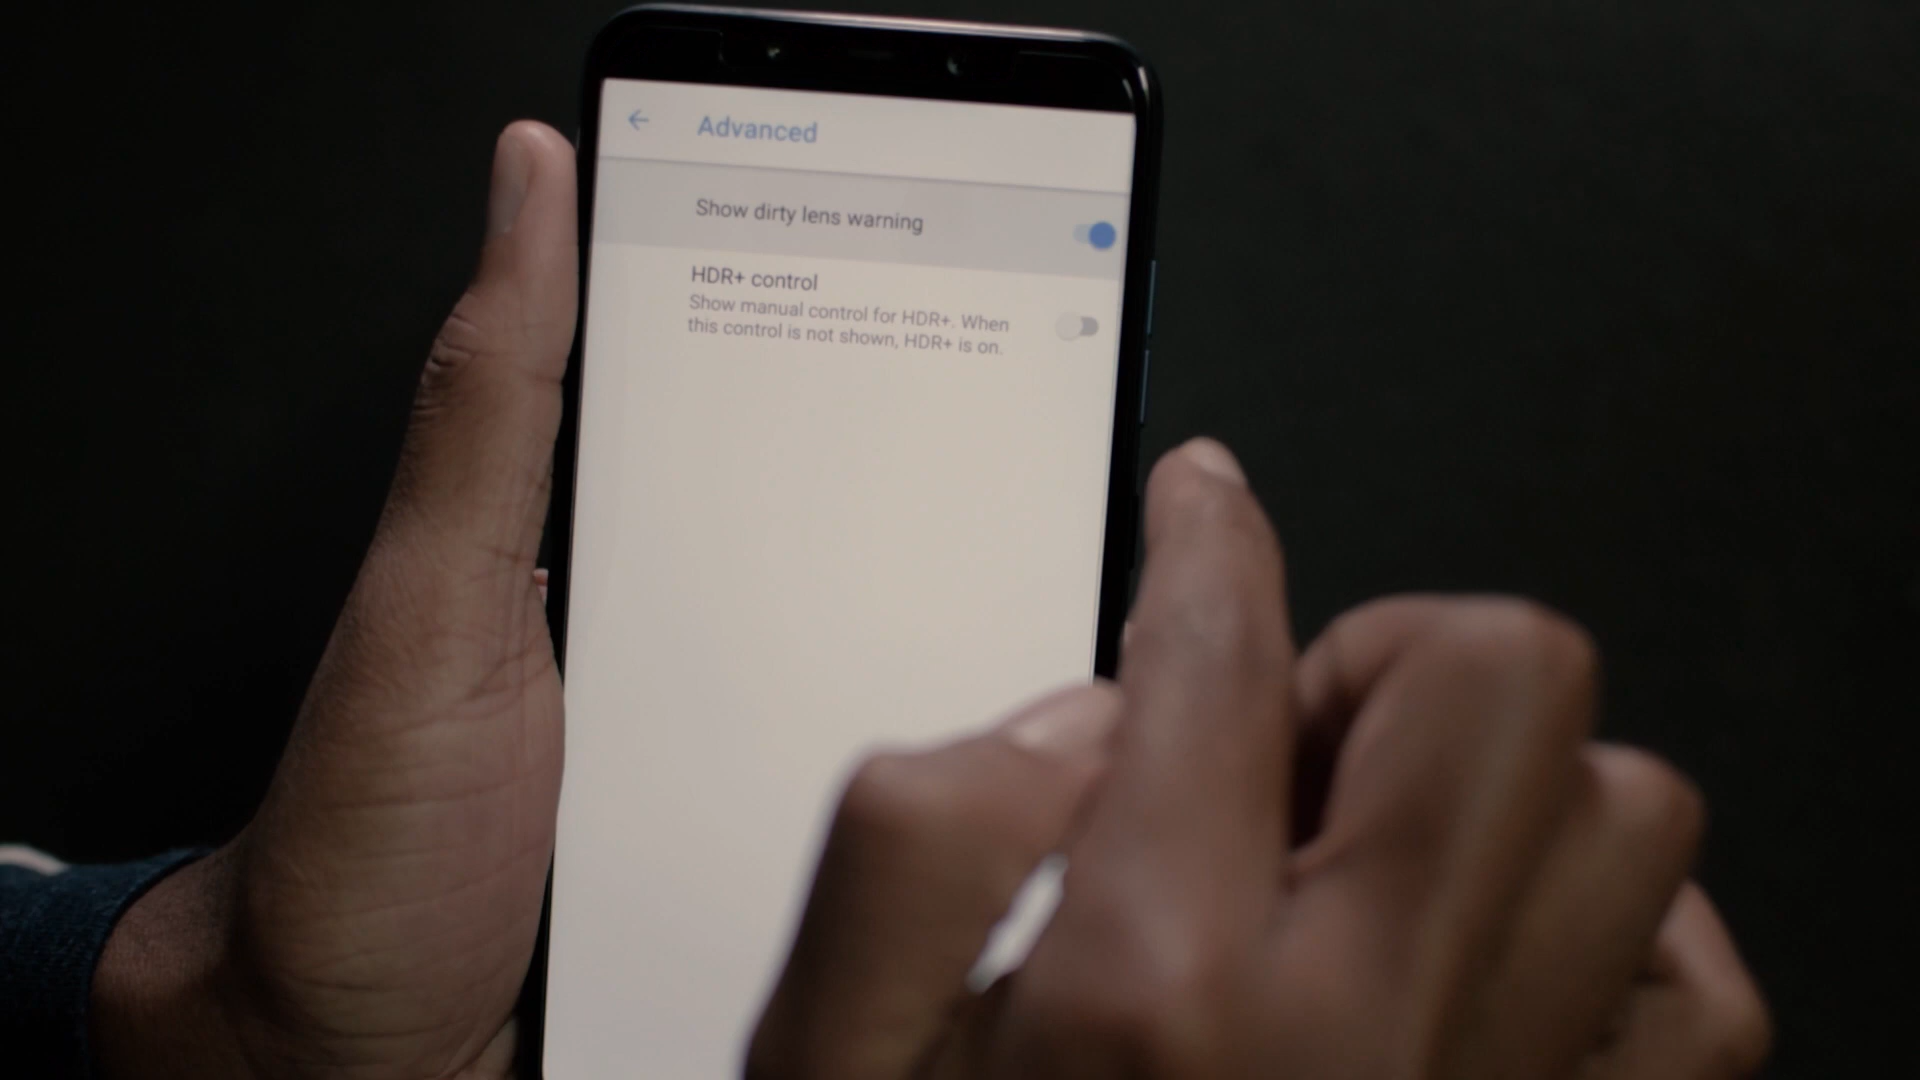 Advanced
Show dirty lens warning
HDR+ control
Show manual control for HDR+. When
this control is not shown, HDR+ is on.